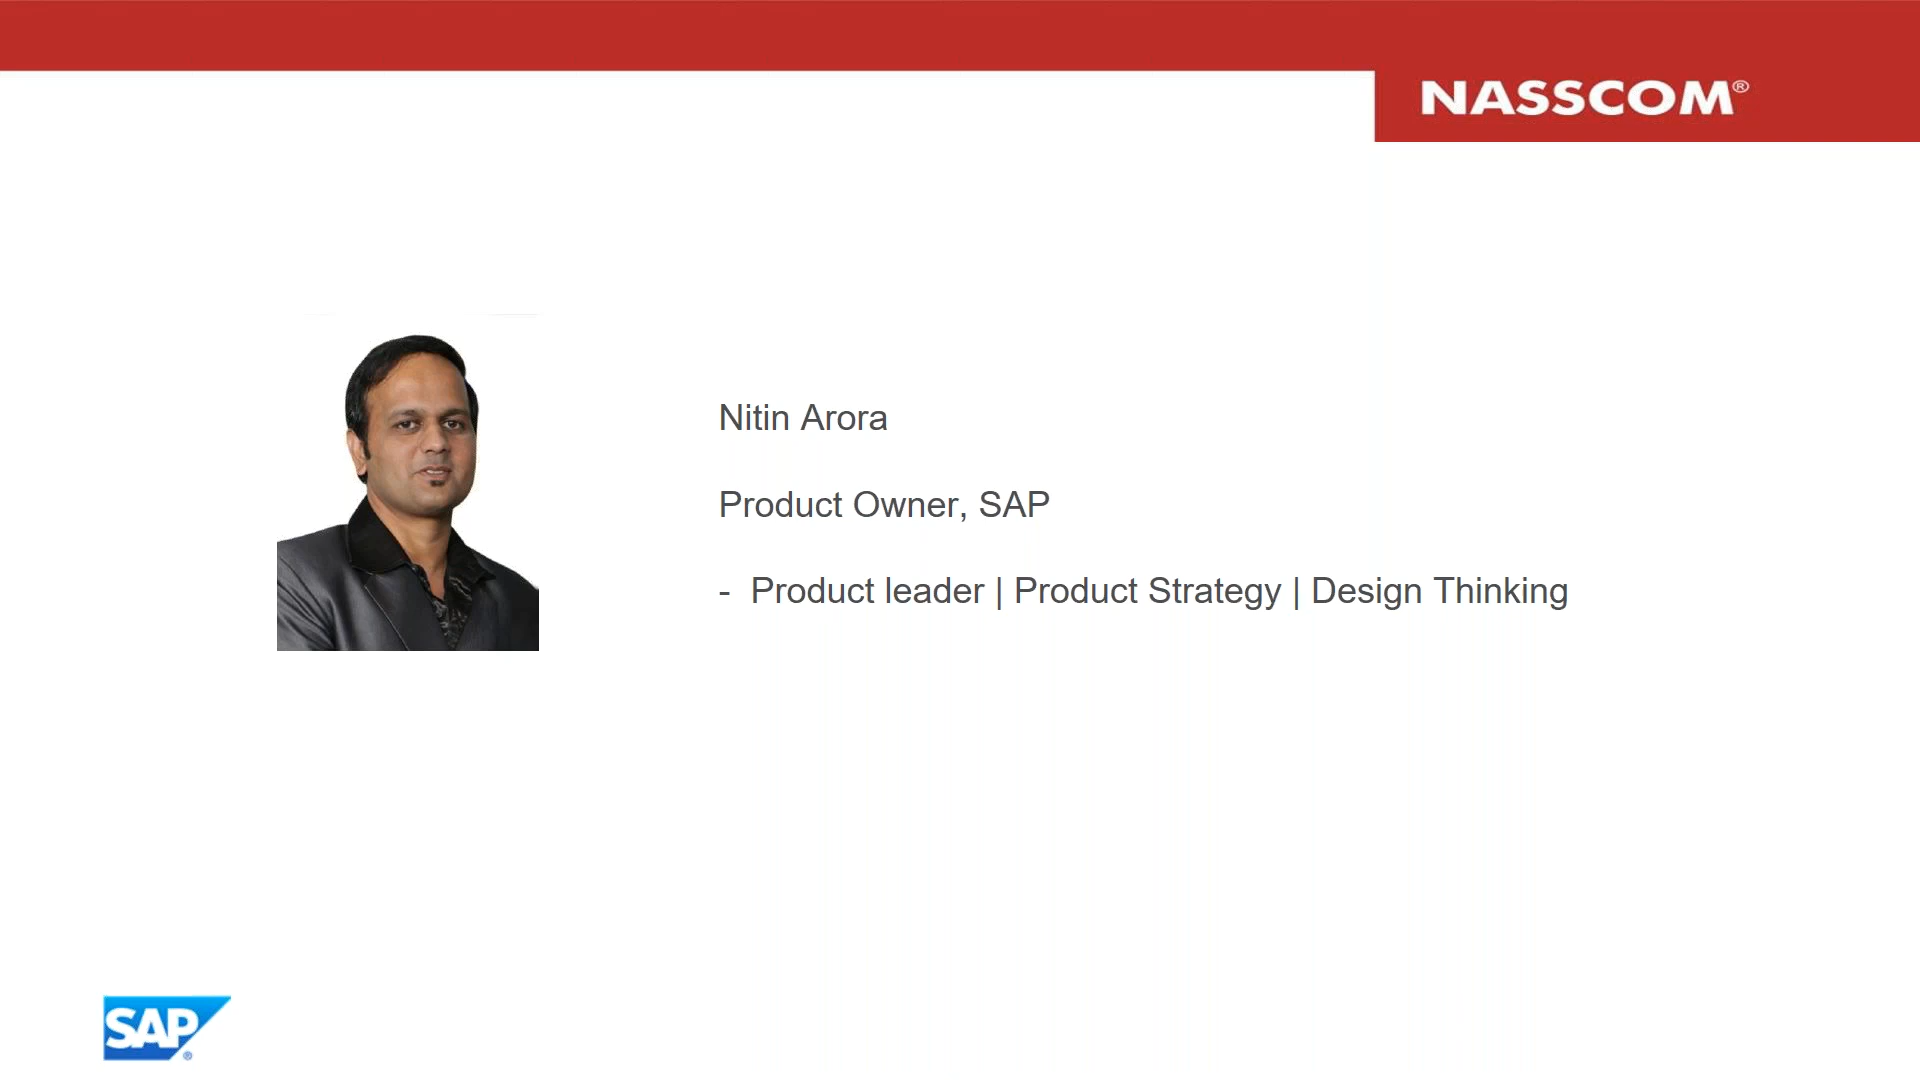 NASSCOM®
Nitin Arora
Product Owner, SAP
- Product leader | Product Strategy | Design Thinking
SAP®